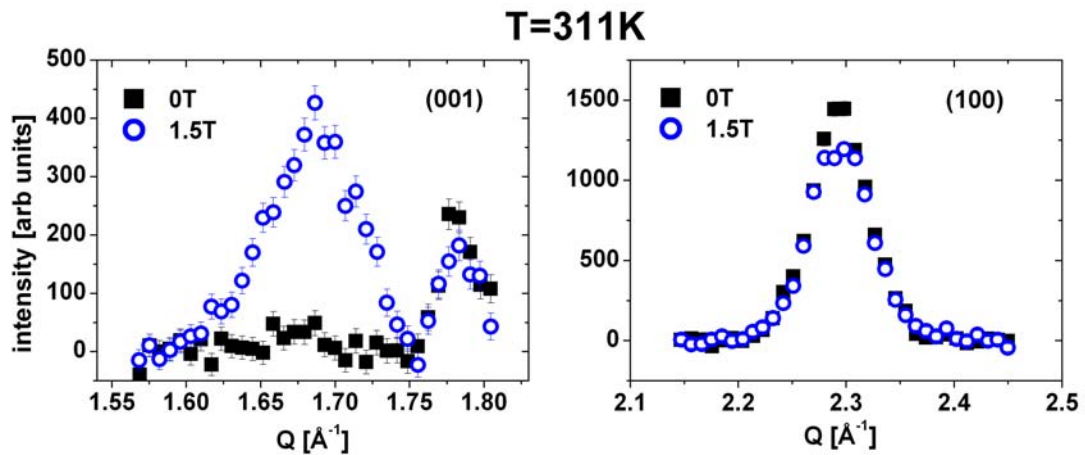 T=311K
500
400
300
200
100
0
intensity [arb units]
0T
1.5T
(001)
1.55 1.60 1.65 1.70 1.75 1.80
Q [Å⁻¹]
1500
1000
500
0
0T
1.5T
(100)
2.1 2.2 2.3 2.4 2.5
Q [Å⁻¹]